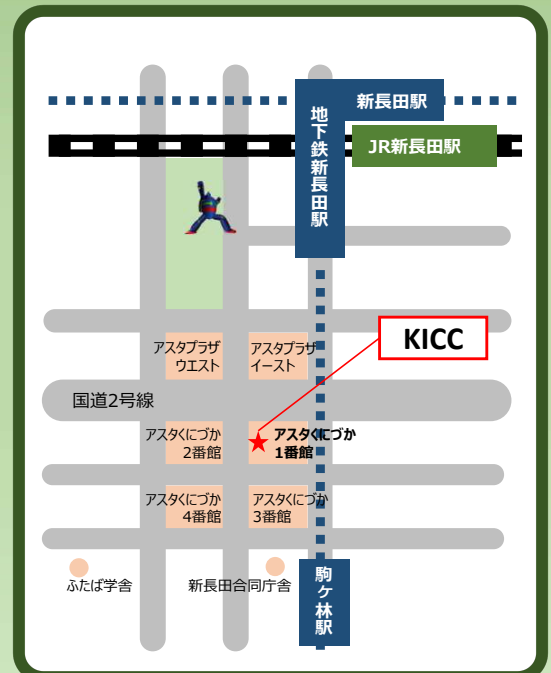 新長田駅
地下鉄新長田駅
JR新長田駅
KICC
アスタプラザ
ウエスト
アスタプラザ
イースト
国道2号線
アスタくにづか
2番館
アスタくにづか
1番館
アスタくにづか
4番館
アスタくにづか
3番館
ふたば学舎
新長田合同庁舎
駒ケ林駅